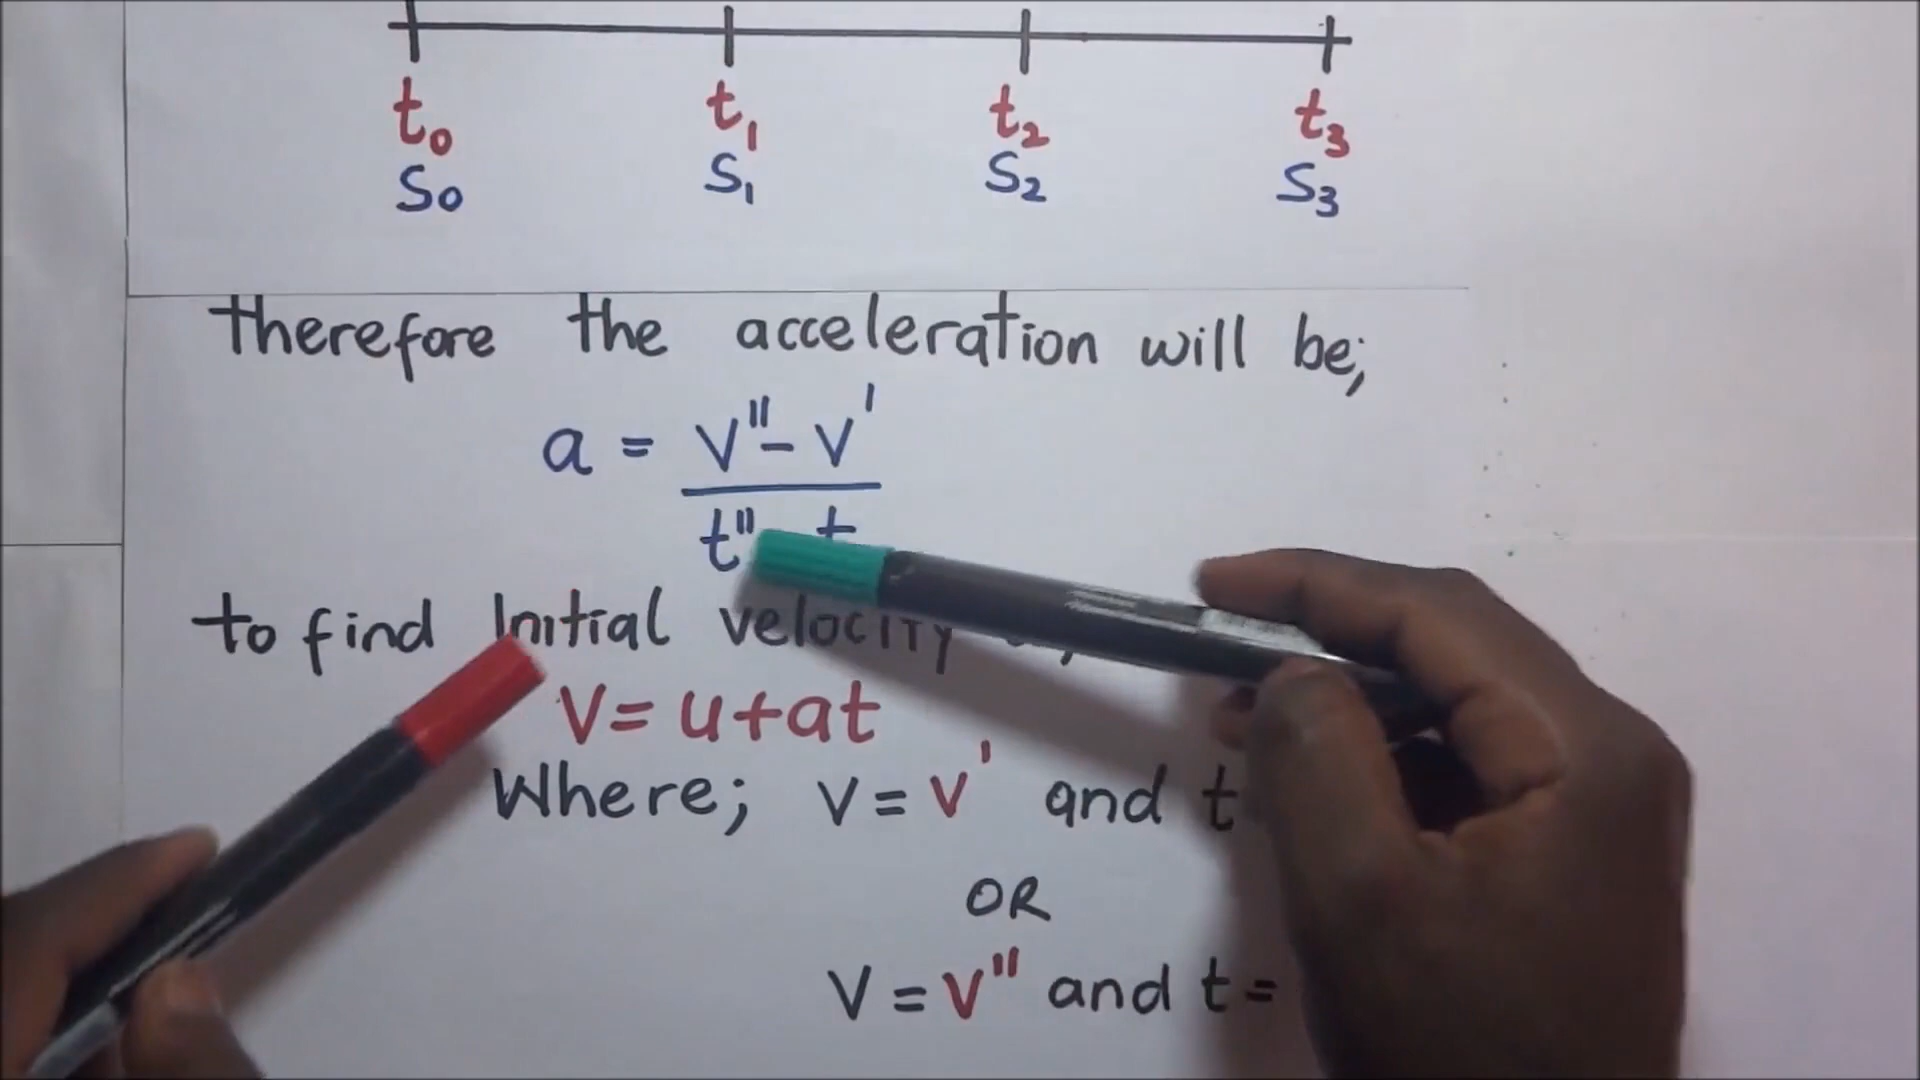 t₀ t₁ t₂ t₃
S₀ S₁ S₂ S₃
therefore the acceleration will be;
a = V" - V'
t" t
to find Initial velocity
V = u + at
Where; V = V' and t
OR
V = V" and t =